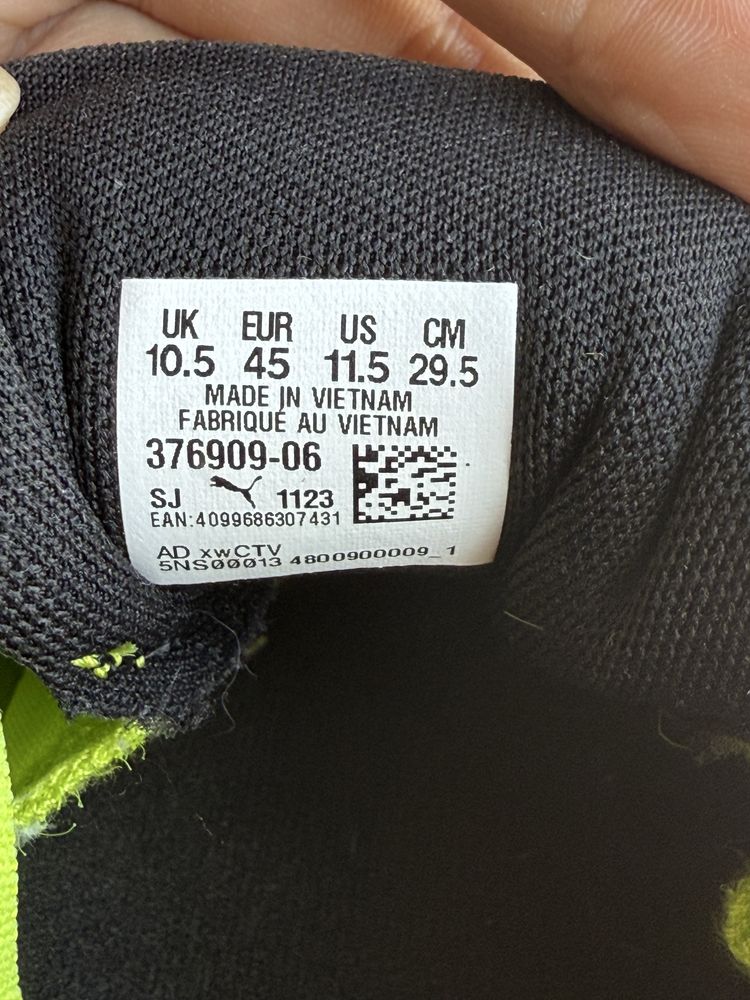 UK EUR US CM
10.5 45 11.5 29.5
MADE IN VIETNAM
FABRIQUÉ AU VIETNAM
376909-06
SJ 1123
EAN:4099686307431
AD xwCTV
5NS00013 4800900009_1